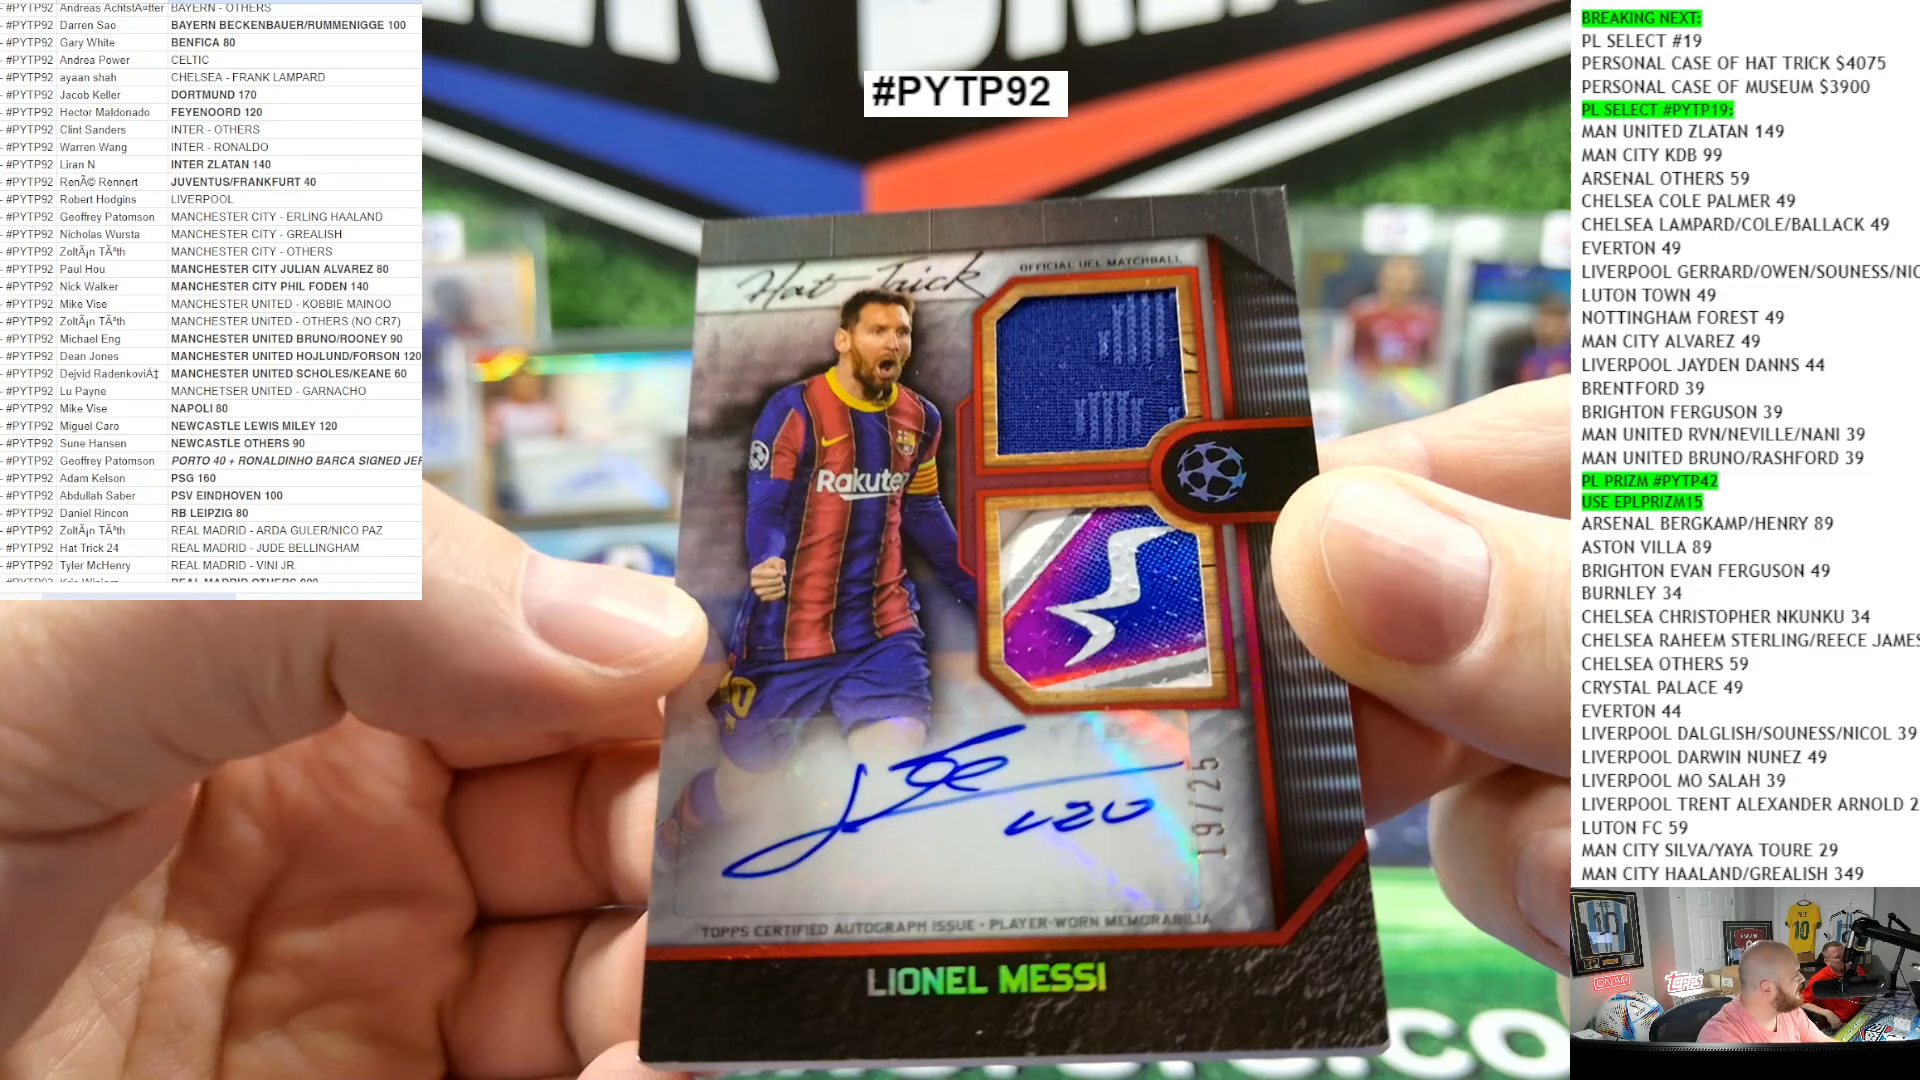 - #PYTP92 Andreas AchtstÃ¤tter BAYERN - OTHERS
- #PYTP92 Darren Sao BAYERN BECKENBAUER/RUMMENIGGE 100
- #PYTP92 Gary White BENFICA 80
- #PYTP92 Andrea Power CELTIC
- #PYTP92 ayaan shah CHELSEA - FRANK LAMPARD
- #PYTP92 Jacob Keller DORTMUND 170
- #PYTP92 Hector Maldonado FEYENOORD 120
- #PYTP92 Clint Sanders INTER - OTHERS
- #PYTP92 Warren Wang INTER - RONALDO
- #PYTP92 Liran N INTER ZLATAN 140
- #PYTP92 RenÃ© Rennert JUVENTUS/FRANKFURT 40
- #PYTP92 Robert Hodgins LIVERPOOL
- #PYTP92 Geoffrey Patomson MANCHESTER CITY - ERLING HAALAND
- #PYTP92 Nicholas Wursta MANCHESTER CITY - GREALISH
- #PYTP92 ZoltÃ¡n TÃ³th MANCHESTER CITY - OTHERS
- #PYTP92 Paul Hou MANCHESTER CITY JULIAN ALVAREZ 80
- #PYTP92 Nick Walker MANCHESTER CITY PHIL FODEN 140
- #PYTP92 Mike Vise MANCHESTER UNITED - KOBBIE MAINOO
- #PYTP92 ZoltÃ¡n TÃ³th MANCHESTER UNITED - OTHERS (NO CR7)
- #PYTP92 Michael Eng MANCHESTER UNITED BRUNO/ROONEY 90
- #PYTP92 Dean Jones MANCHESTER UNITED HOJLUND/FORSON 120
- #PYTP92 Dejvid RadenkoviÄ‡ MANCHESTER UNITED SCHOLES/KEANE 60
- #PYTP92 Lu Payne MANCHETSER UNITED - GARNACHO
- #PYTP92 Mike Vise NAPOLI 80
- #PYTP92 Miguel Caro NEWCASTLE LEWIS MILEY 120
- #PYTP92 Sune Hansen NEWCASTLE OTHERS 90
- #PYTP92 Geoffrey Patomson PORTO 40 + RONALDINHO BARCA SIGNED JER
- #PYTP92 Adam Kelson PSG 160
- #PYTP92 Abdullah Saber PSV EINDHOVEN 100
- #PYTP92 Daniel Rincon RB LEIPZIG 80
- #PYTP92 ZoltÃ¡n TÃ³th REAL MADRID - ARDA GULER/NICO PAZ
- #PYTP92 Hat Trick 24 REAL MADRID - JUDE BELLINGHAM
- #PYTP92 Tyler McHenry REAL MADRID - VINI JR.
#PYTP92
Hat Trick
OFFICIAL UCL MATCHBALL
Rakuten
LEO
19/25
TOPPS CERTIFIED AUTOGRAPH ISSUE • PLAYER-WORN MEMORABILIA
LIONEL MESSI
BREAKING NEXT:
PL SELECT #19
PERSONAL CASE OF HAT TRICK $4075
PERSONAL CASE OF MUSEUM $3900
PL SELECT #PYTP19:
MAN UNITED ZLATAN 149
MAN CITY KDB 99
ARSENAL OTHERS 59
CHELSEA COLE PALMER 49
CHELSEA LAMPARD/COLE/BALLACK 49
EVERTON 49
LIVERPOOL GERRARD/OWEN/SOUNESS/NIC
LUTON TOWN 49
NOTTINGHAM FOREST 49
MAN CITY ALVAREZ 49
LIVERPOOL JAYDEN DANNS 44
BRENTFORD 39
BRIGHTON FERGUSON 39
MAN UNITED RVN/NEVILLE/NANI 39
MAN UNITED BRUNO/RASHFORD 39
PL PRIZM #PYTP42
USE EPLPRIZM15
ARSENAL BERGKAMP/HENRY 89
ASTON VILLA 89
BRIGHTON EVAN FERGUSON 49
BURNLEY 34
CHELSEA CHRISTOPHER NKUNKU 34
CHELSEA RAHEEM STERLING/REECE JAMES
CHELSEA OTHERS 59
CRYSTAL PALACE 49
EVERTON 44
LIVERPOOL DALGLISH/SOUNESS/NICOL 39
LIVERPOOL DARWIN NUNEZ 49
LIVERPOOL MO SALAH 39
LIVERPOOL TRENT ALEXANDER ARNOLD 2
LUTON FC 59
MAN CITY SILVA/YAYA TOURE 29
MAN CITY HAALAND/GREALISH 349
ON AIR
topps
10